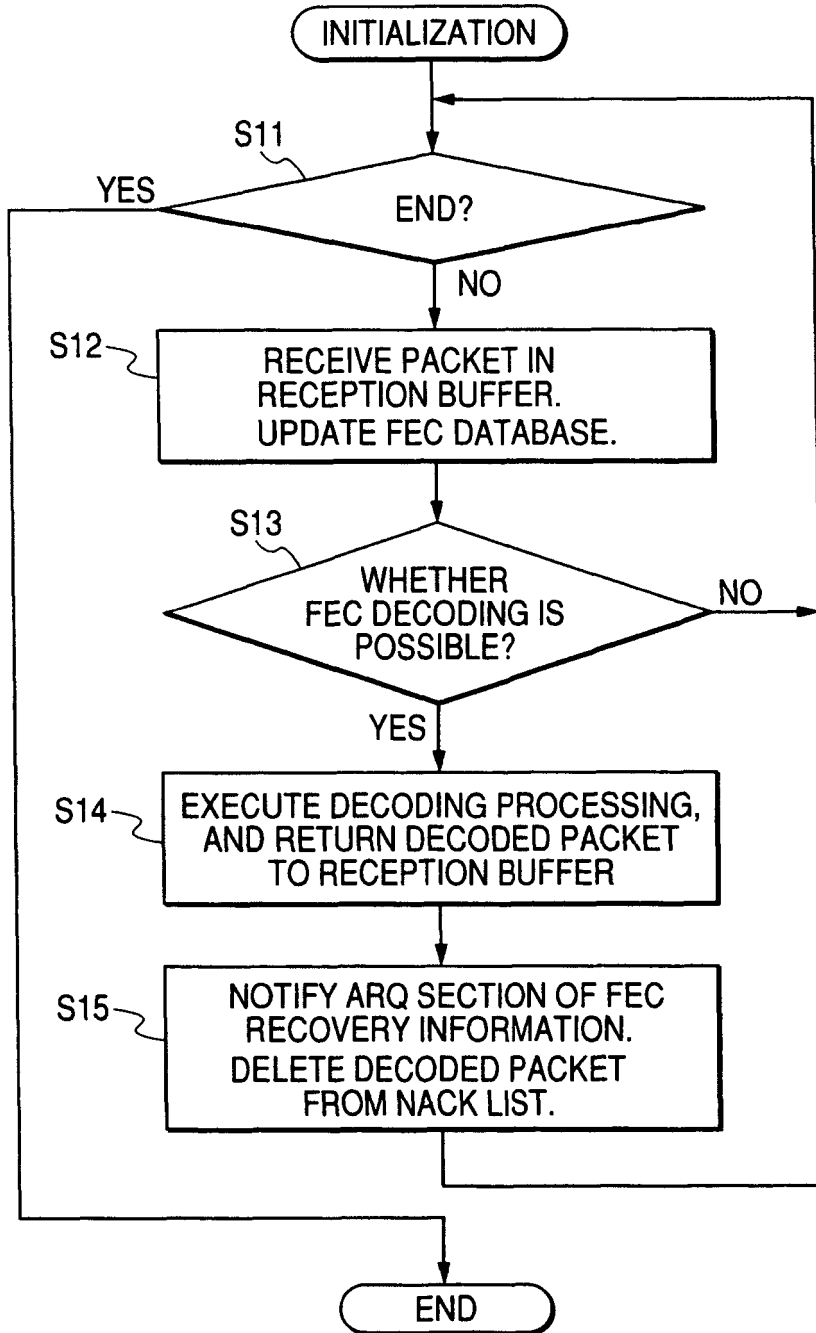 INITIALIZATION
S11
YES
END?
NO
S12
RECEIVE PACKET IN
RECEPTION BUFFER.
UPDATE FEC DATABASE.
S13
WHETHER
FEC DECODING IS
POSSIBLE?
NO
YES
S14
EXECUTE DECODING PROCESSING,
AND RETURN DECODED PACKET
TO RECEPTION BUFFER
S15
NOTIFY ARQ SECTION OF FEC
RECOVERY INFORMATION.
DELETE DECODED PACKET
FROM NACK LIST.
END